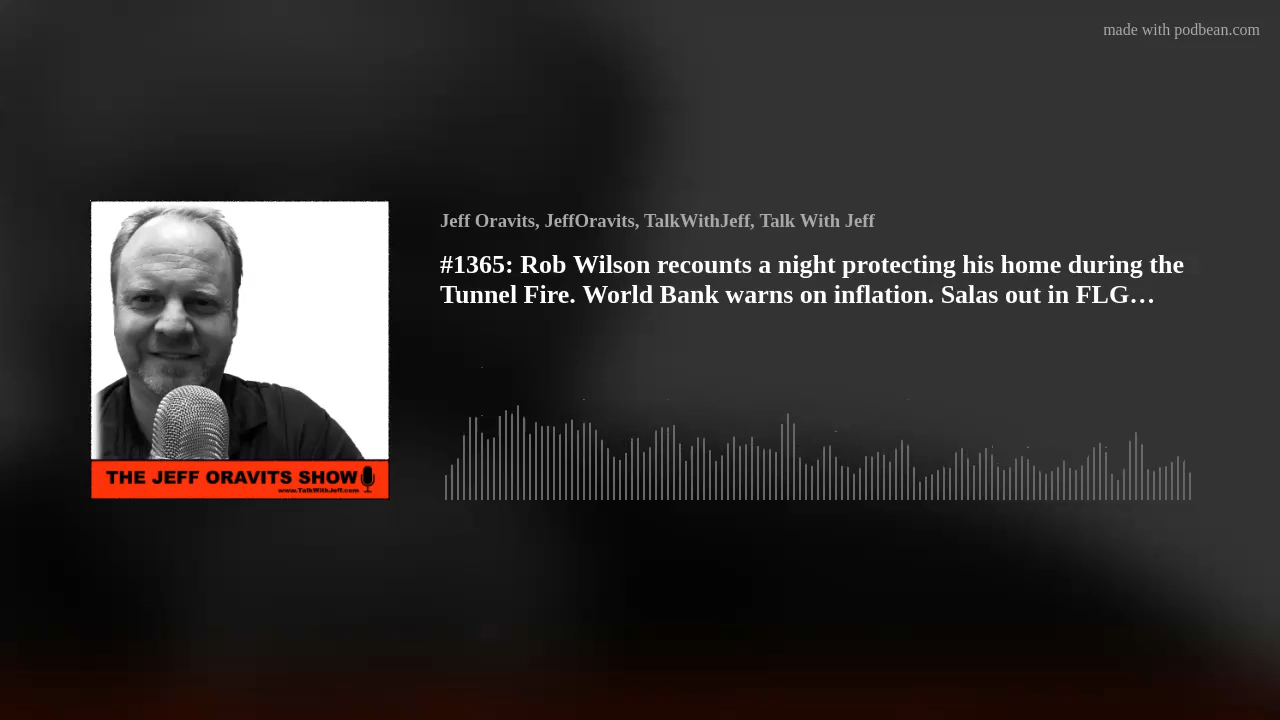 made with podbean.com
Jeff Oravits, JeffOravits, TalkWithJeff, Talk With Jeff
#1365: Rob Wilson recounts a night protecting his home during the
Tunnel Fire. World Bank warns on inflation. Salas out in FLG…
THE JEFF ORAVITS SHOW
www.TalkWithJeff.com